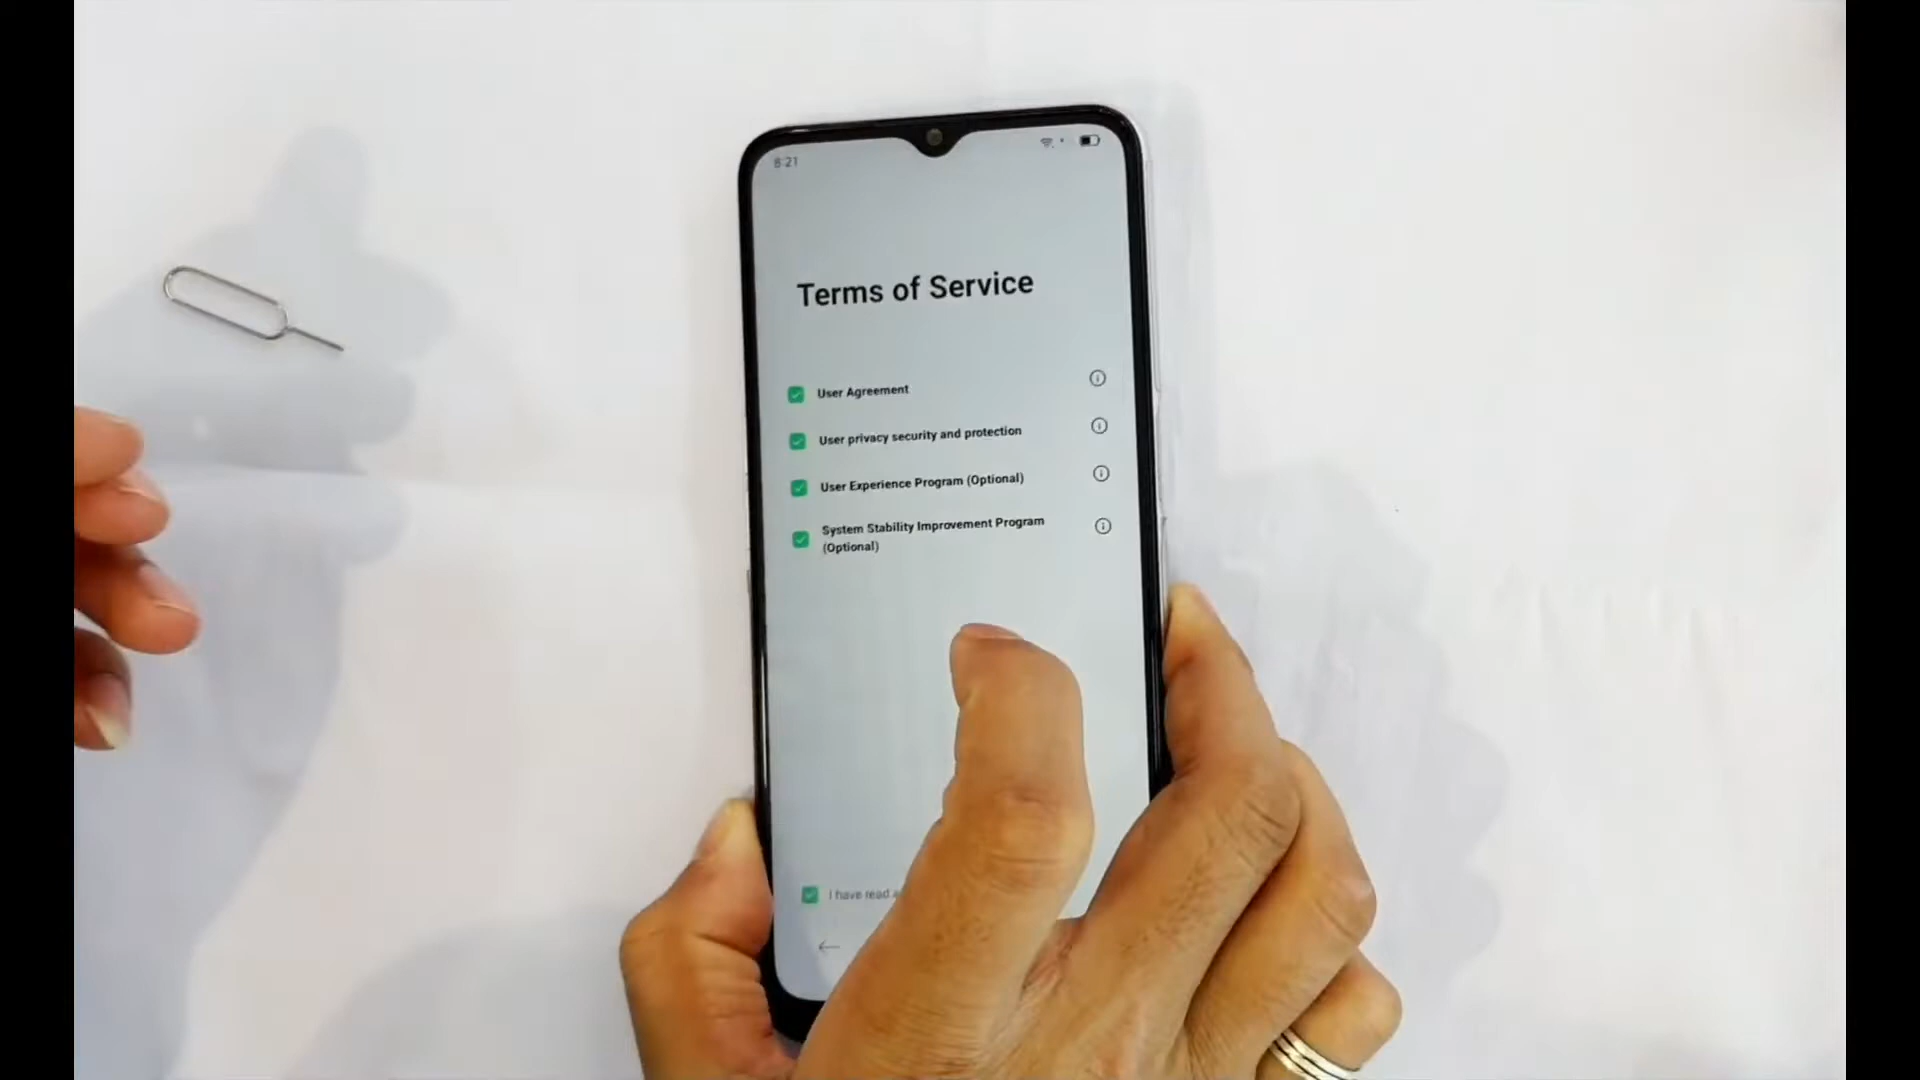 8:21
Terms of Service
User Agreement
User privacy security and protection
User Experience Program (Optional)
System Stability Improvement Program
(Optional)
I have read